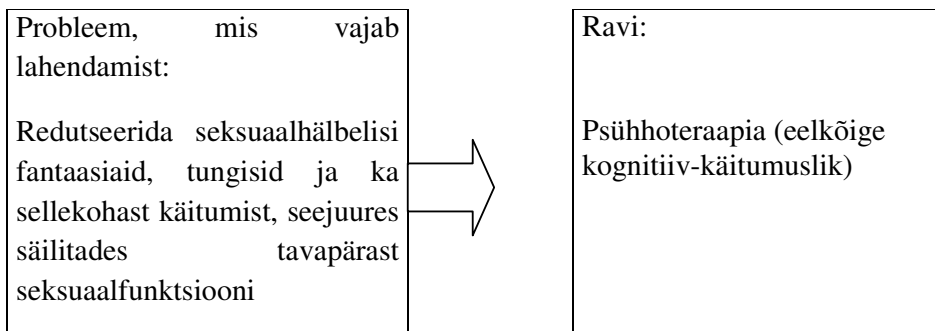 Probleem, mis vajab
lahendamist:
Redutseerida seksuaalhälbelisi
fantaasiaid, tungisid ja ka
sellekohast käitumist, seejuures
säilitades tavapärast
seksuaalfunktsiooni
Ravi:
Psühhoteraapia (eelkõige
kognitiiv-käitumuslik)